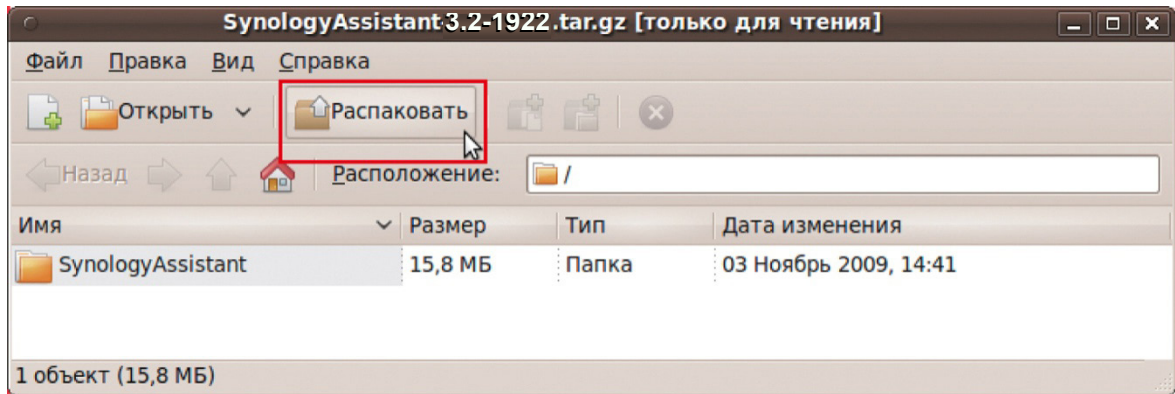 SynologyAssistant-3.2-1922.tar.gz [только для чтения]
Файл Правка Вид Справка
Открыть Распаковать
Назад Расположение: /
Имя Размер Тип Дата изменения
SynologyAssistant 15,8 МБ Папка 03 Ноябрь 2009, 14:41
1 объект (15,8 МБ)